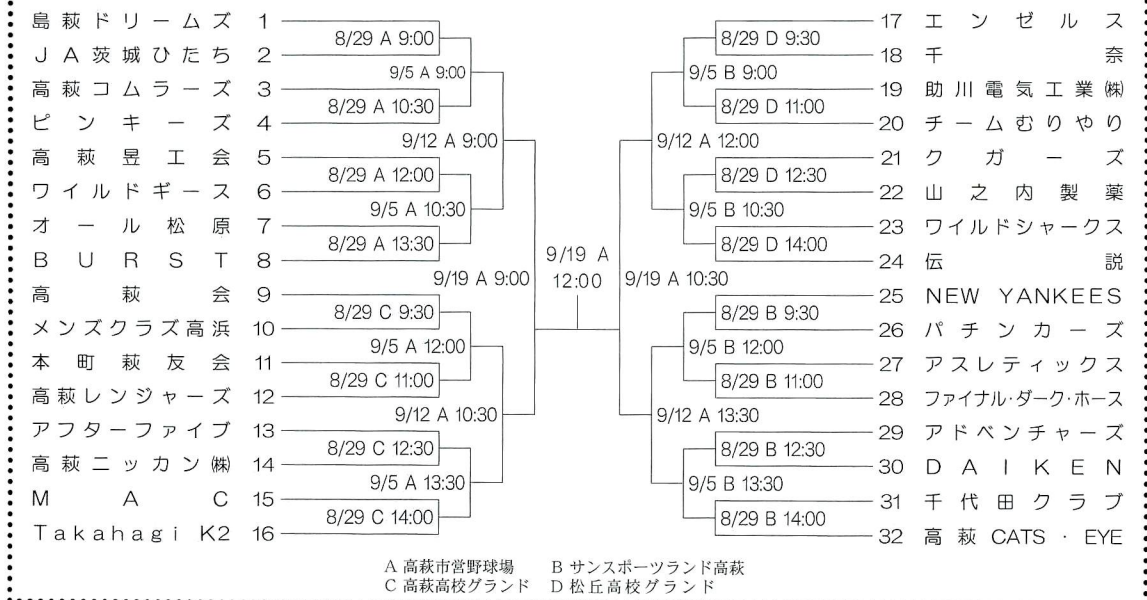 島萩ドリームズ 1
JA茨城ひたち 2
高萩コムラーズ 3
ピンキーズ 4
高萩昱工会 5
ワイルドギース 6
オール松原 7
BURST 8
高萩会 9
メンズクラズ高浜 10
本町萩友会 11
高萩レンジャーズ 12
アフターファイブ 13
高萩ニッカン㈱ 14
MAC 15
Takahagi K2 16
8/29 A 9:00
8/29 A 10:30
8/29 A 12:00
8/29 A 13:30
8/29 C 9:30
8/29 C 11:00
8/29 C 12:30
8/29 C 14:00
9/5 A 9:00
9/5 A 10:30
9/5 A 12:00
9/5 A 13:30
9/12 A 9:00
9/12 A 10:30
9/19 A 9:00
9/19 A
12:00
9/19 A 10:30
9/12 A 12:00
9/12 A 13:30
9/5 B 9:00
9/5 B 10:30
9/5 B 12:00
9/5 B 13:30
8/29 D 9:30
8/29 D 11:00
8/29 D 12:30
8/29 D 14:00
8/29 B 9:30
8/29 B 11:00
8/29 B 12:30
8/29 B 14:00
17 エンゼルス
18 千奈
19 助川電気工業㈱
20 チームむりやり
21 クガーズ
22 山之内製薬
23 ワイルドシャークス
24 伝説
25 NEW YANKEES
26 パチンカーズ
27 アスレティックス
28 ファイナル・ダーク・ホース
29 アドベンチャーズ
30 DAIKEN
31 千代田クラブ
32 高萩CATS・EYE
A 高萩市営野球場 B サンスポーツランド高萩
C 高萩高校グランド D 松丘高校グランド